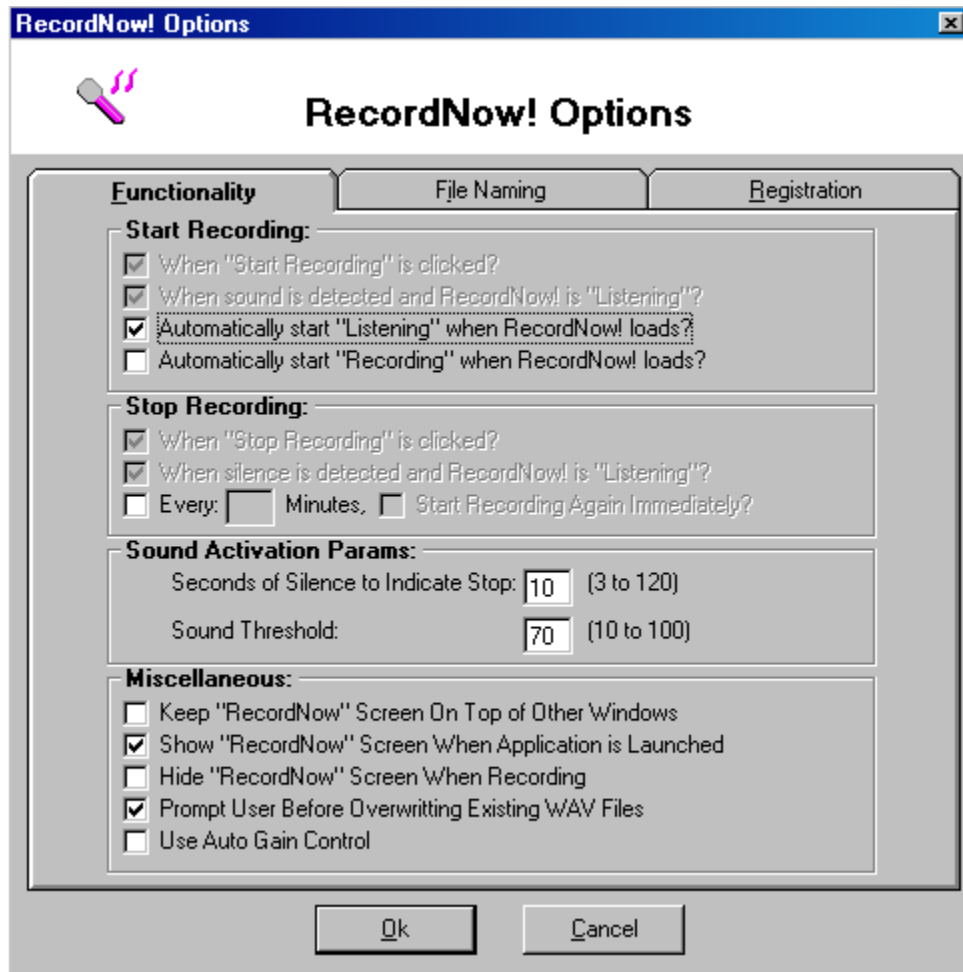 RecordNow! Options
RecordNow! Options
Functionality File Naming Registration
Start Recording:
When "Start Recording" is clicked?
When sound is detected and RecordNow! is "Listening"?
Automatically start "Listening" when RecordNow! loads?
Automatically start "Recording" when RecordNow! loads?
Stop Recording:
When "Stop Recording" is clicked?
When silence is detected and RecordNow! is "Listening"?
Every: Minutes, Start Recording Again Immediately?
Sound Activation Params:
Seconds of Silence to Indicate Stop: 10 (3 to 120)
Sound Threshold: 70 (10 to 100)
Miscellaneous:
Keep "RecordNow" Screen On Top of Other Windows
Show "RecordNow" Screen When Application is Launched
Hide "RecordNow" Screen When Recording
Prompt User Before Overwritting Existing WAV Files
Use Auto Gain Control
Ok Cancel